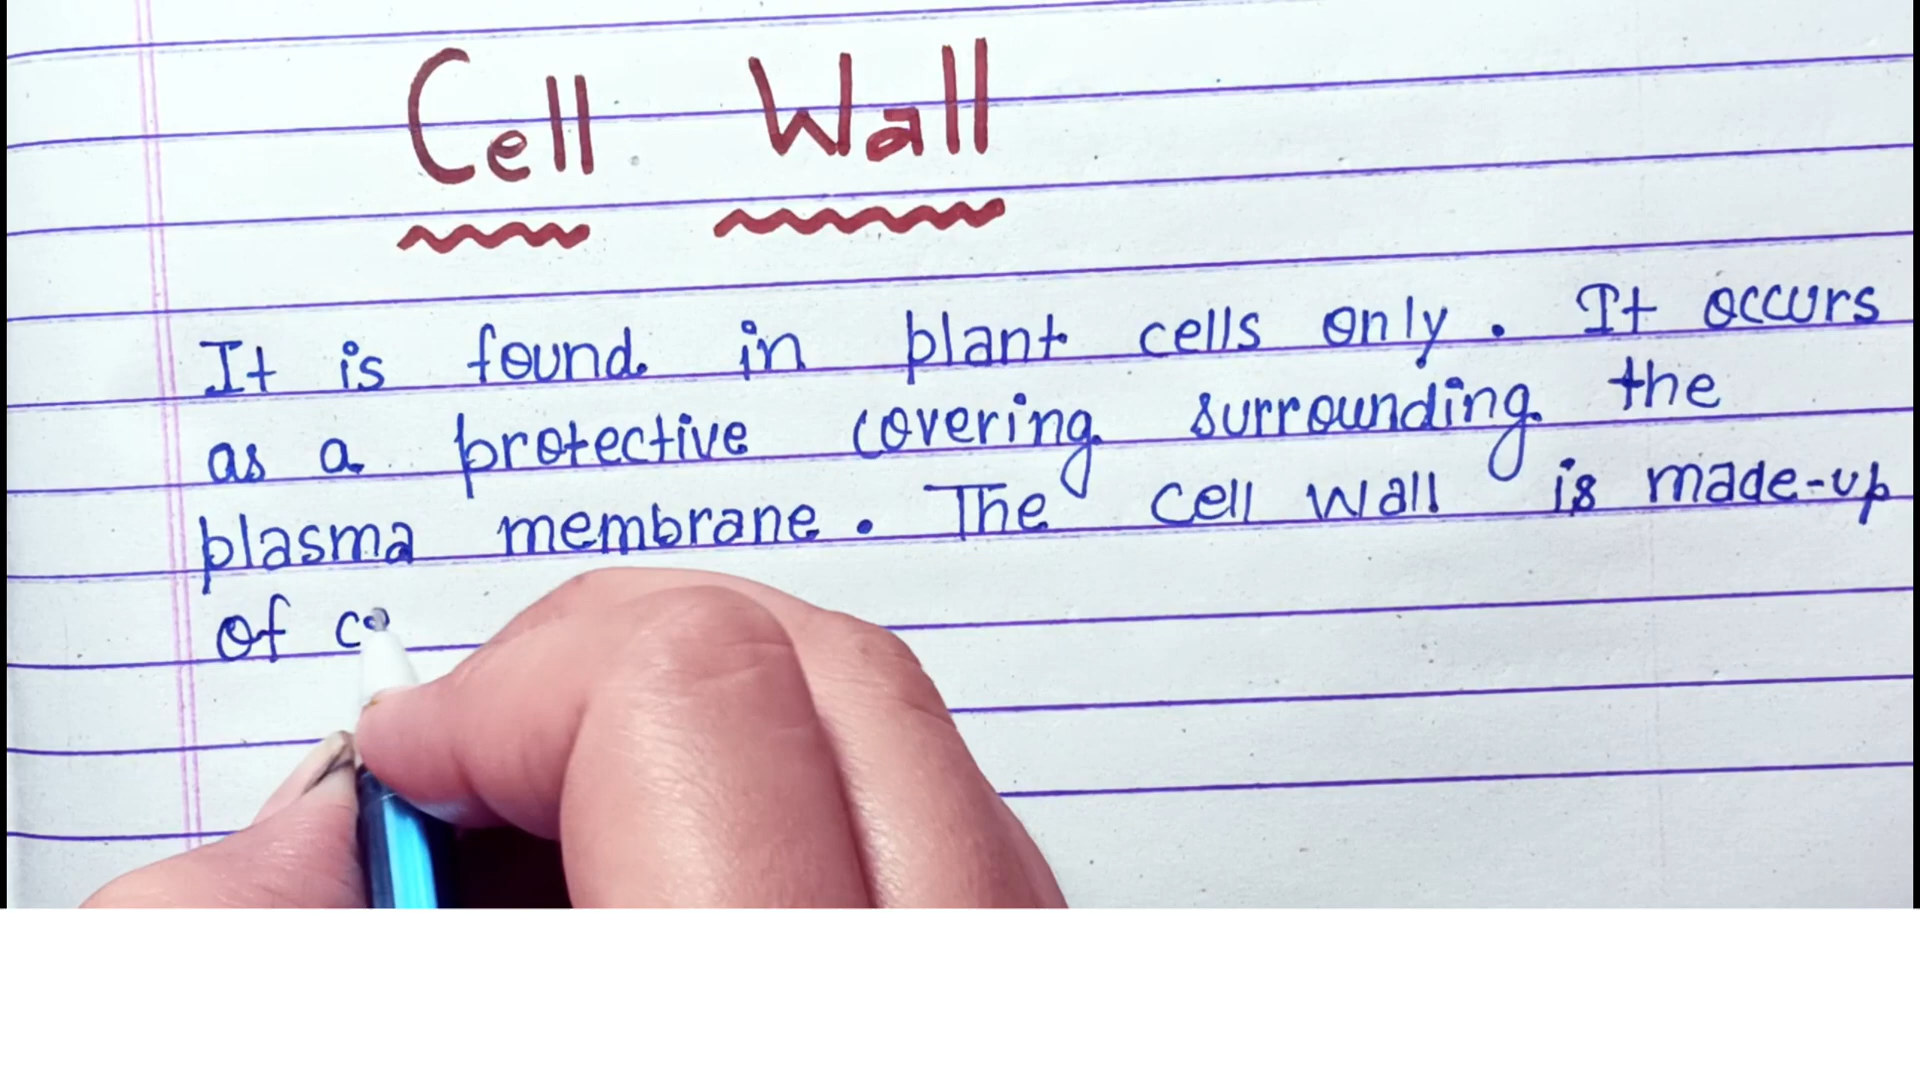 Cell Wall
It is found in plant cells only. It occurs
as a protective covering surrounding the
plasma membrane. The cell wall is made-up
of